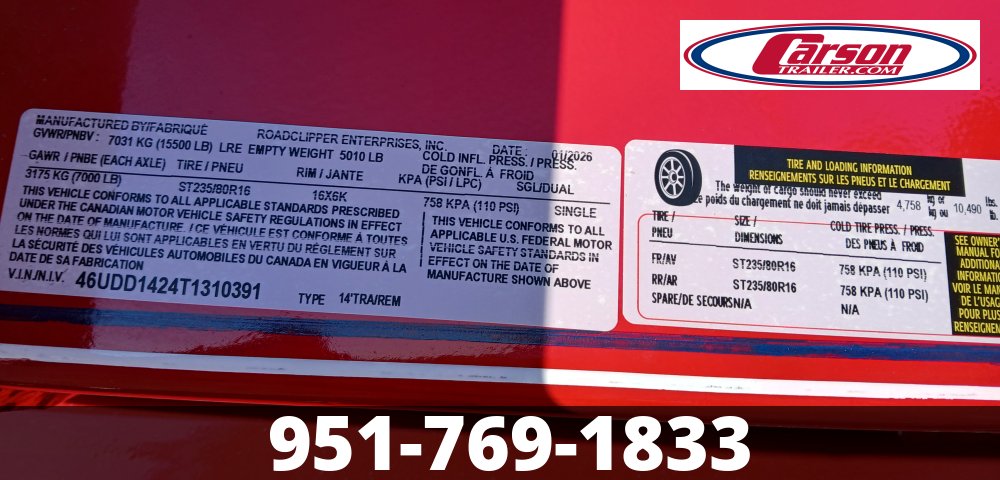 Carson
TRAILER.COM
MANUFACTURED BY/FABRIQUÉ ROADCLIPPER ENTERPRISES, INC. DATE : 01/2026
GVWR/PNBV : 7031 KG (15500 LB) LRE EMPTY WEIGHT 5010 LB COLD INFL. PRESS. / PRESS.
DE GONFL. À FROID
GAWR / PNBE (EACH AXLE) TIRE / PNEU RIM / JANTE KPA (PSI / LPC) SGL/DUAL
3175 KG (7000 LB) ST235/80R16 16X6K 758 KPA (110 PSI) SINGLE
THIS VEHICLE CONFORMS TO ALL APPLICABLE STANDARDS PRESCRIBED
UNDER THE CANADIAN MOTOR VEHICLE SAFETY REGULATIONS IN EFFECT
ON THE DATE OF MANUFACTURE. / CE VÉHICULE EST CONFORME À TOUTES
LES NORMES QUI LUI SONT APPLICABLES EN VERTU DU RÈGLEMENT SUR
LA SÉCURITÉ DES VÉHICULES AUTOMOBILES DU CANADA EN VIGUEUR À LA
DATE DE SA FABRICATION
THIS VEHICLE CONFORMS TO ALL
APPLICABLE U.S. FEDERAL MOTOR
VEHICLE SAFETY STANDARDS IN
EFFECT ON THE DATE OF
MANUFACTURE SHOWN ABOVE
V.I.N./N.I.V. 46UDD1424T1310391 TYPE 14'TRA/REM
TIRE AND LOADING INFORMATION
RENSEIGNEMENTS SUR LES PNEUS ET LE CHARGEMENT
The weight of cargo should never exceed
Le poids du chargement ne doit jamais dépasser 4,758 kg or kg ou 10,490 lbs. lb.
TIRE / PNEU SIZE / DIMENSIONS COLD TIRE PRESS. / PRESS. DES PNEUS À FROID
FR/AV ST235/80R16 758 KPA (110 PSI)
RR/AR ST235/80R16 758 KPA (110 PSI)
SPARE/DE SECOURS N/A N/A
SEE OWNER'
MANUAL FO
ADDITIONA
INFORMATIO
VOIR LE MAN
DE L'USAG
POUR PLUS
RENSEIGNEN
951-769-1833